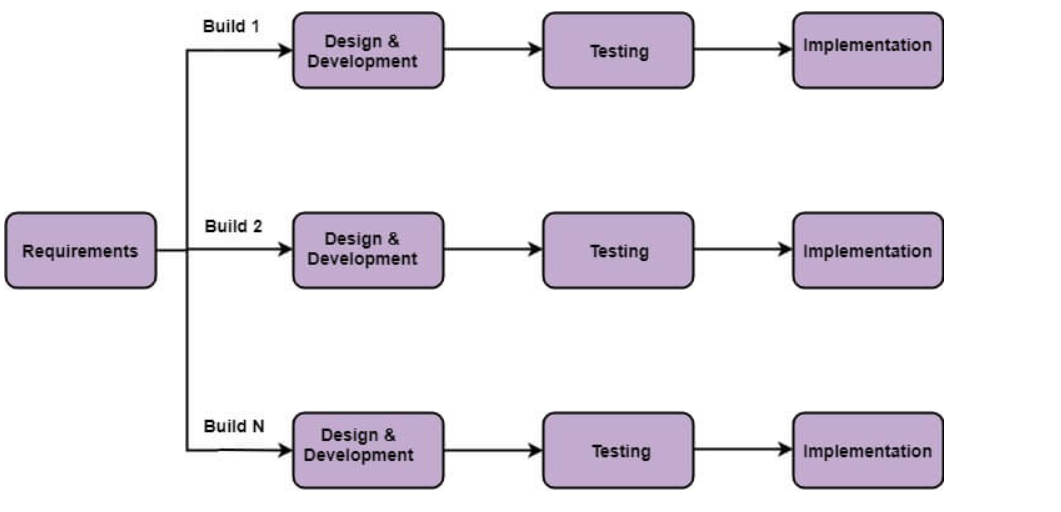 Build 1
Design &
Development
Testing
Implementation
Requirements
Build 2
Design &
Development
Testing
Implementation
Build N
Design &
Development
Testing
Implementation